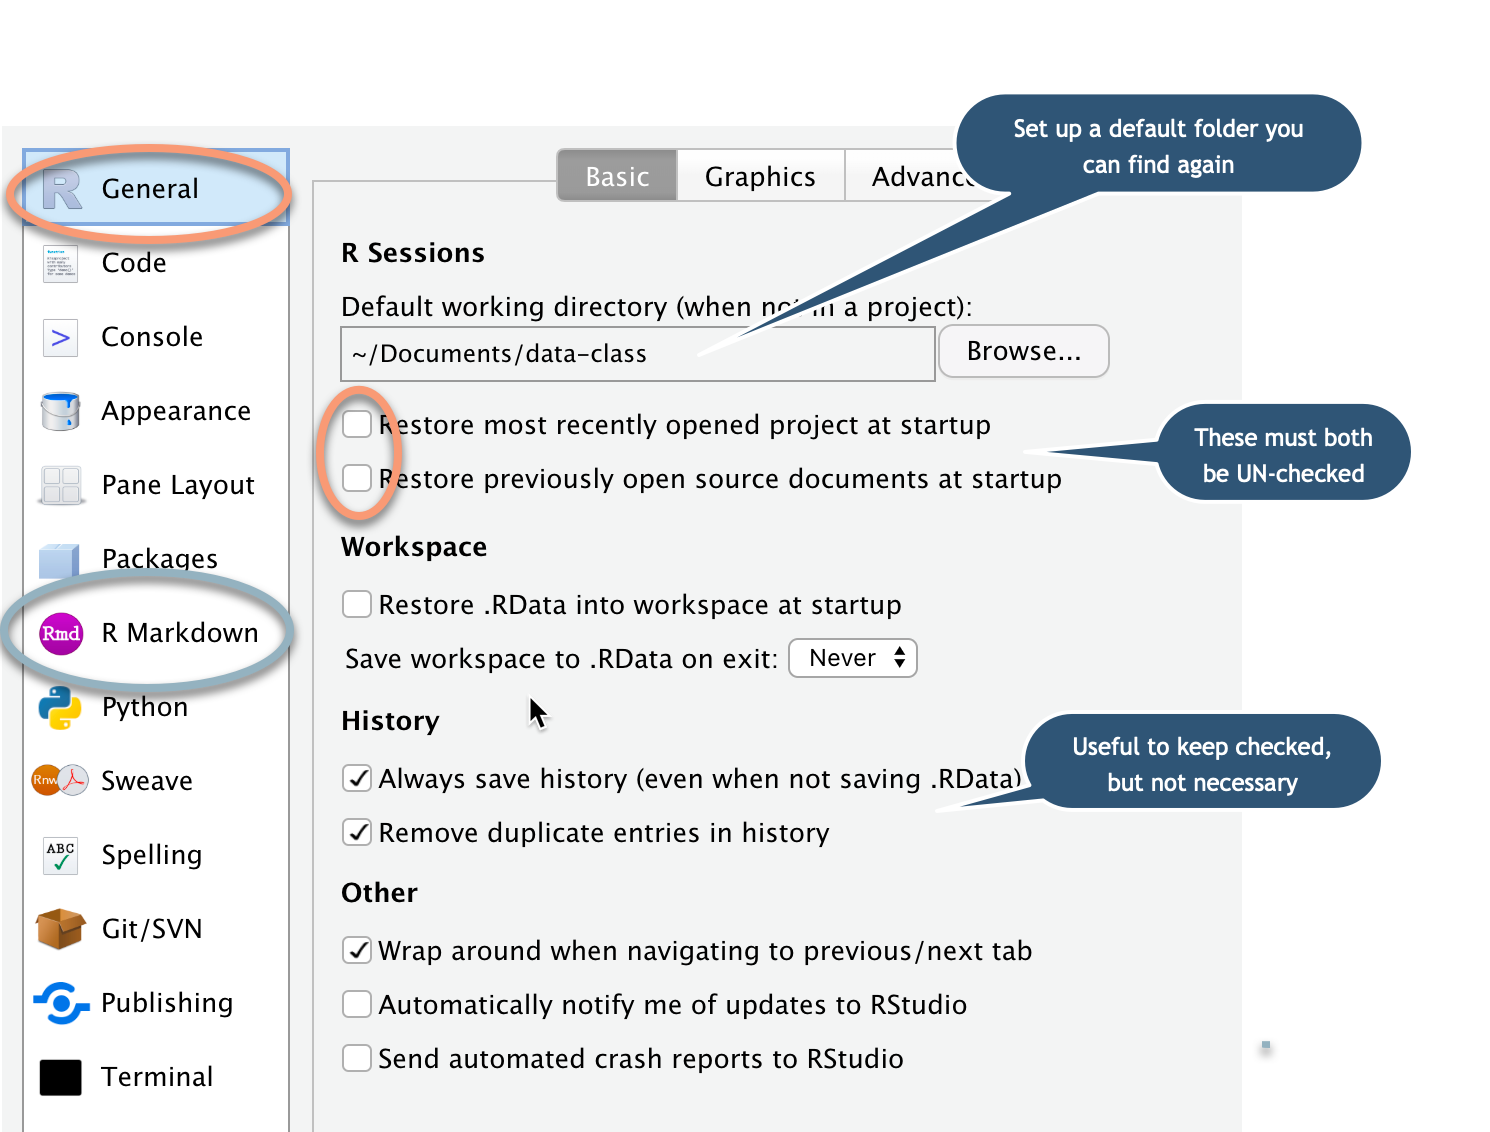 Set up a default folder you
can find again
General
Basic
Graphics
Advanc
R Sessions
Default working directory (when not in a project):
~/Documents/data-class
Browse...
Restore most recently opened project at startup
Restore previously open source documents at startup
These must both
be UN-checked
Workspace
Restore .RData into workspace at startup
Save workspace to .RData on exit:
Never
History
Always save history (even when not saving .RData)
Remove duplicate entries in history
Useful to keep checked,
but not necessary
Other
Wrap around when navigating to previous/next tab
Automatically notify me of updates to RStudio
Send automated crash reports to RStudio
R
Code
>
Console
Appearance
Pane Layout
Packages
Rmd
R Markdown
Python
Rnw
Sweave
ABC
Spelling
Git/SVN
Publishing
Terminal